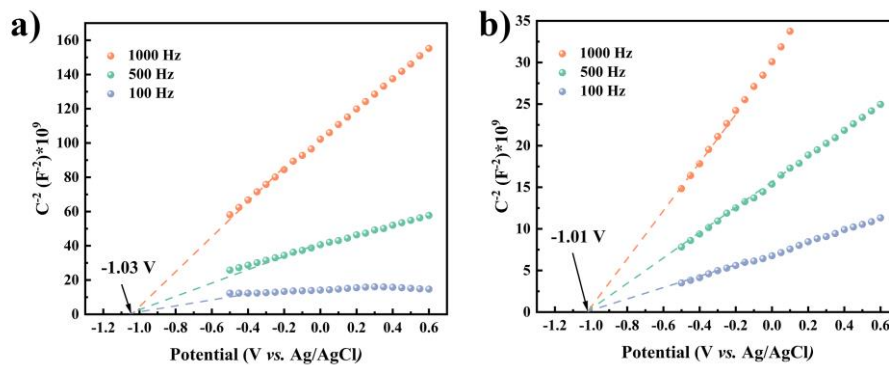 a)
1000 Hz
500 Hz
100 Hz
C⁻² (F⁻²)*10⁹
160
140
120
100
80
60
40
20
0
-1.03 V
-1.2 -1.0 -0.8 -0.6 -0.4 -0.2 0.0 0.2 0.4 0.6
Potential (V vs. Ag/AgCl)
b)
1000 Hz
500 Hz
100 Hz
C⁻² (F⁻²)*10⁹
35
30
25
20
15
10
5
0
-1.01 V
-1.2 -1.0 -0.8 -0.6 -0.4 -0.2 0.0 0.2 0.4 0.6
Potential (V vs. Ag/AgCl)